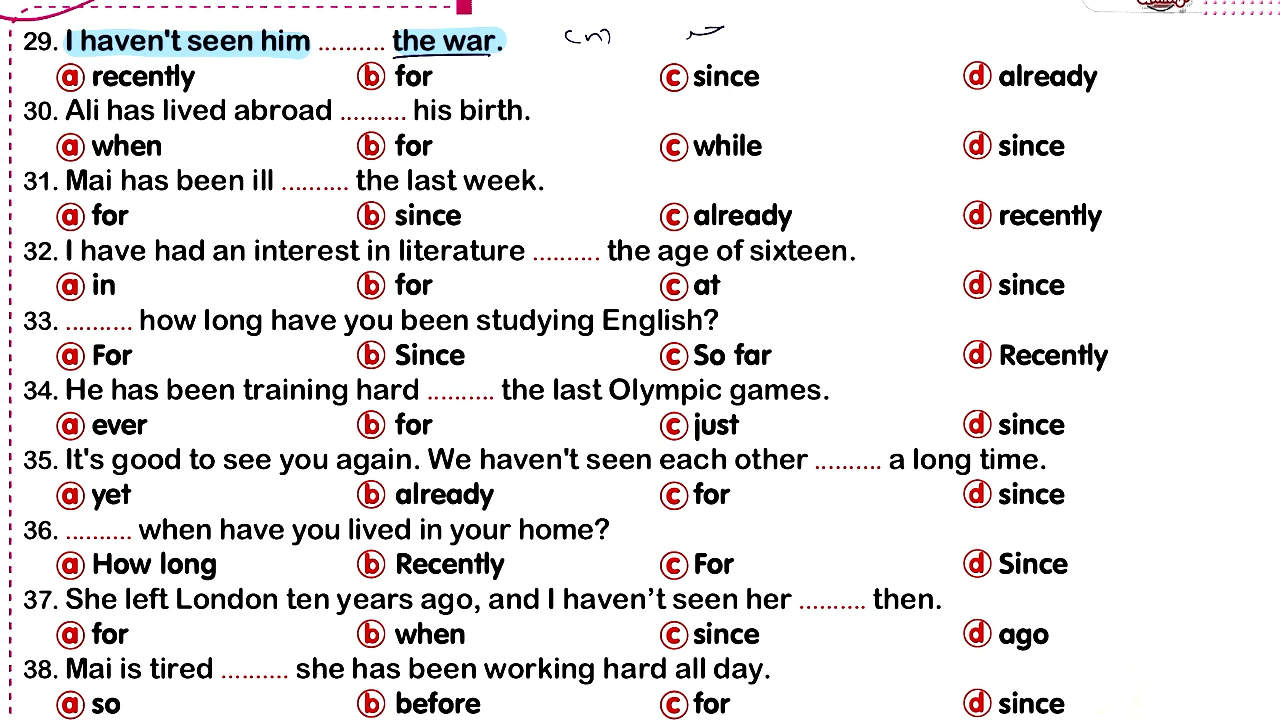 29. I haven't seen him .......... the war.
a recently b for c since d already
30. Ali has lived abroad .......... his birth.
a when b for c while d since
31. Mai has been ill .......... the last week.
a for b since c already d recently
32. I have had an interest in literature .......... the age of sixteen.
a in b for c at d since
33. .......... how long have you been studying English?
a For b Since c So far d Recently
34. He has been training hard .......... the last Olympic games.
a ever b for c just d since
35. It's good to see you again. We haven't seen each other .......... a long time.
a yet b already c for d since
36. .......... when have you lived in your home?
a How long b Recently c For d Since
37. She left London ten years ago, and I haven’t seen her .......... then.
a for b when c since d ago
38. Mai is tired .......... she has been working hard all day.
a so b before c for d since